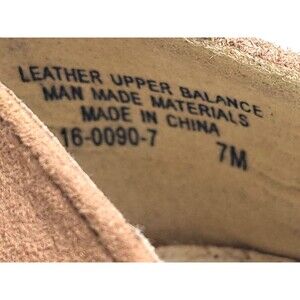 LEATHER UPPER BALANCE
MAN MADE MATERIALS
MADE IN CHINA
16-0090-7 7M